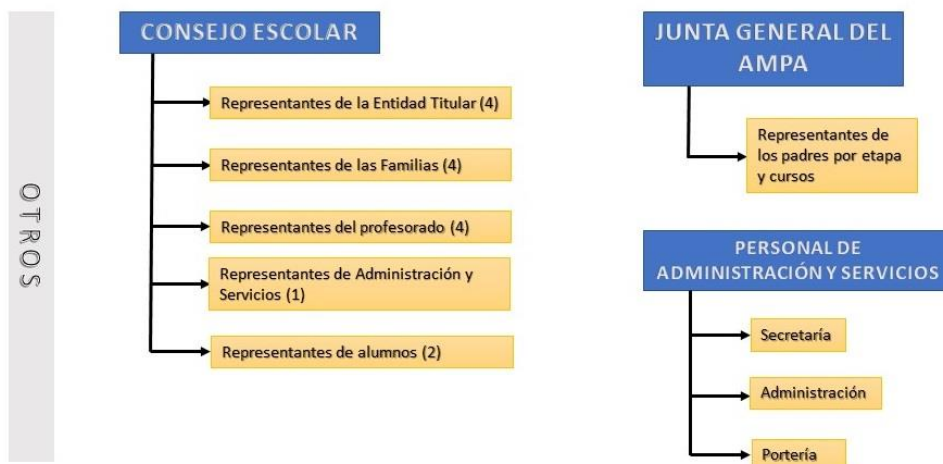 OTROS
CONSEJO ESCOLAR
Representantes de la Entidad Titular (4)
Representantes de las Familias (4)
Representantes del profesorado (4)
Representantes de Administración y
Servicios (1)
Representantes de alumnos (2)
JUNTA GENERAL DEL
AMPA
Representantes de
los padres por etapa
y cursos
PERSONAL DE
ADMINISTRACIÓN Y SERVICIOS
Secretaría
Administración
Portería